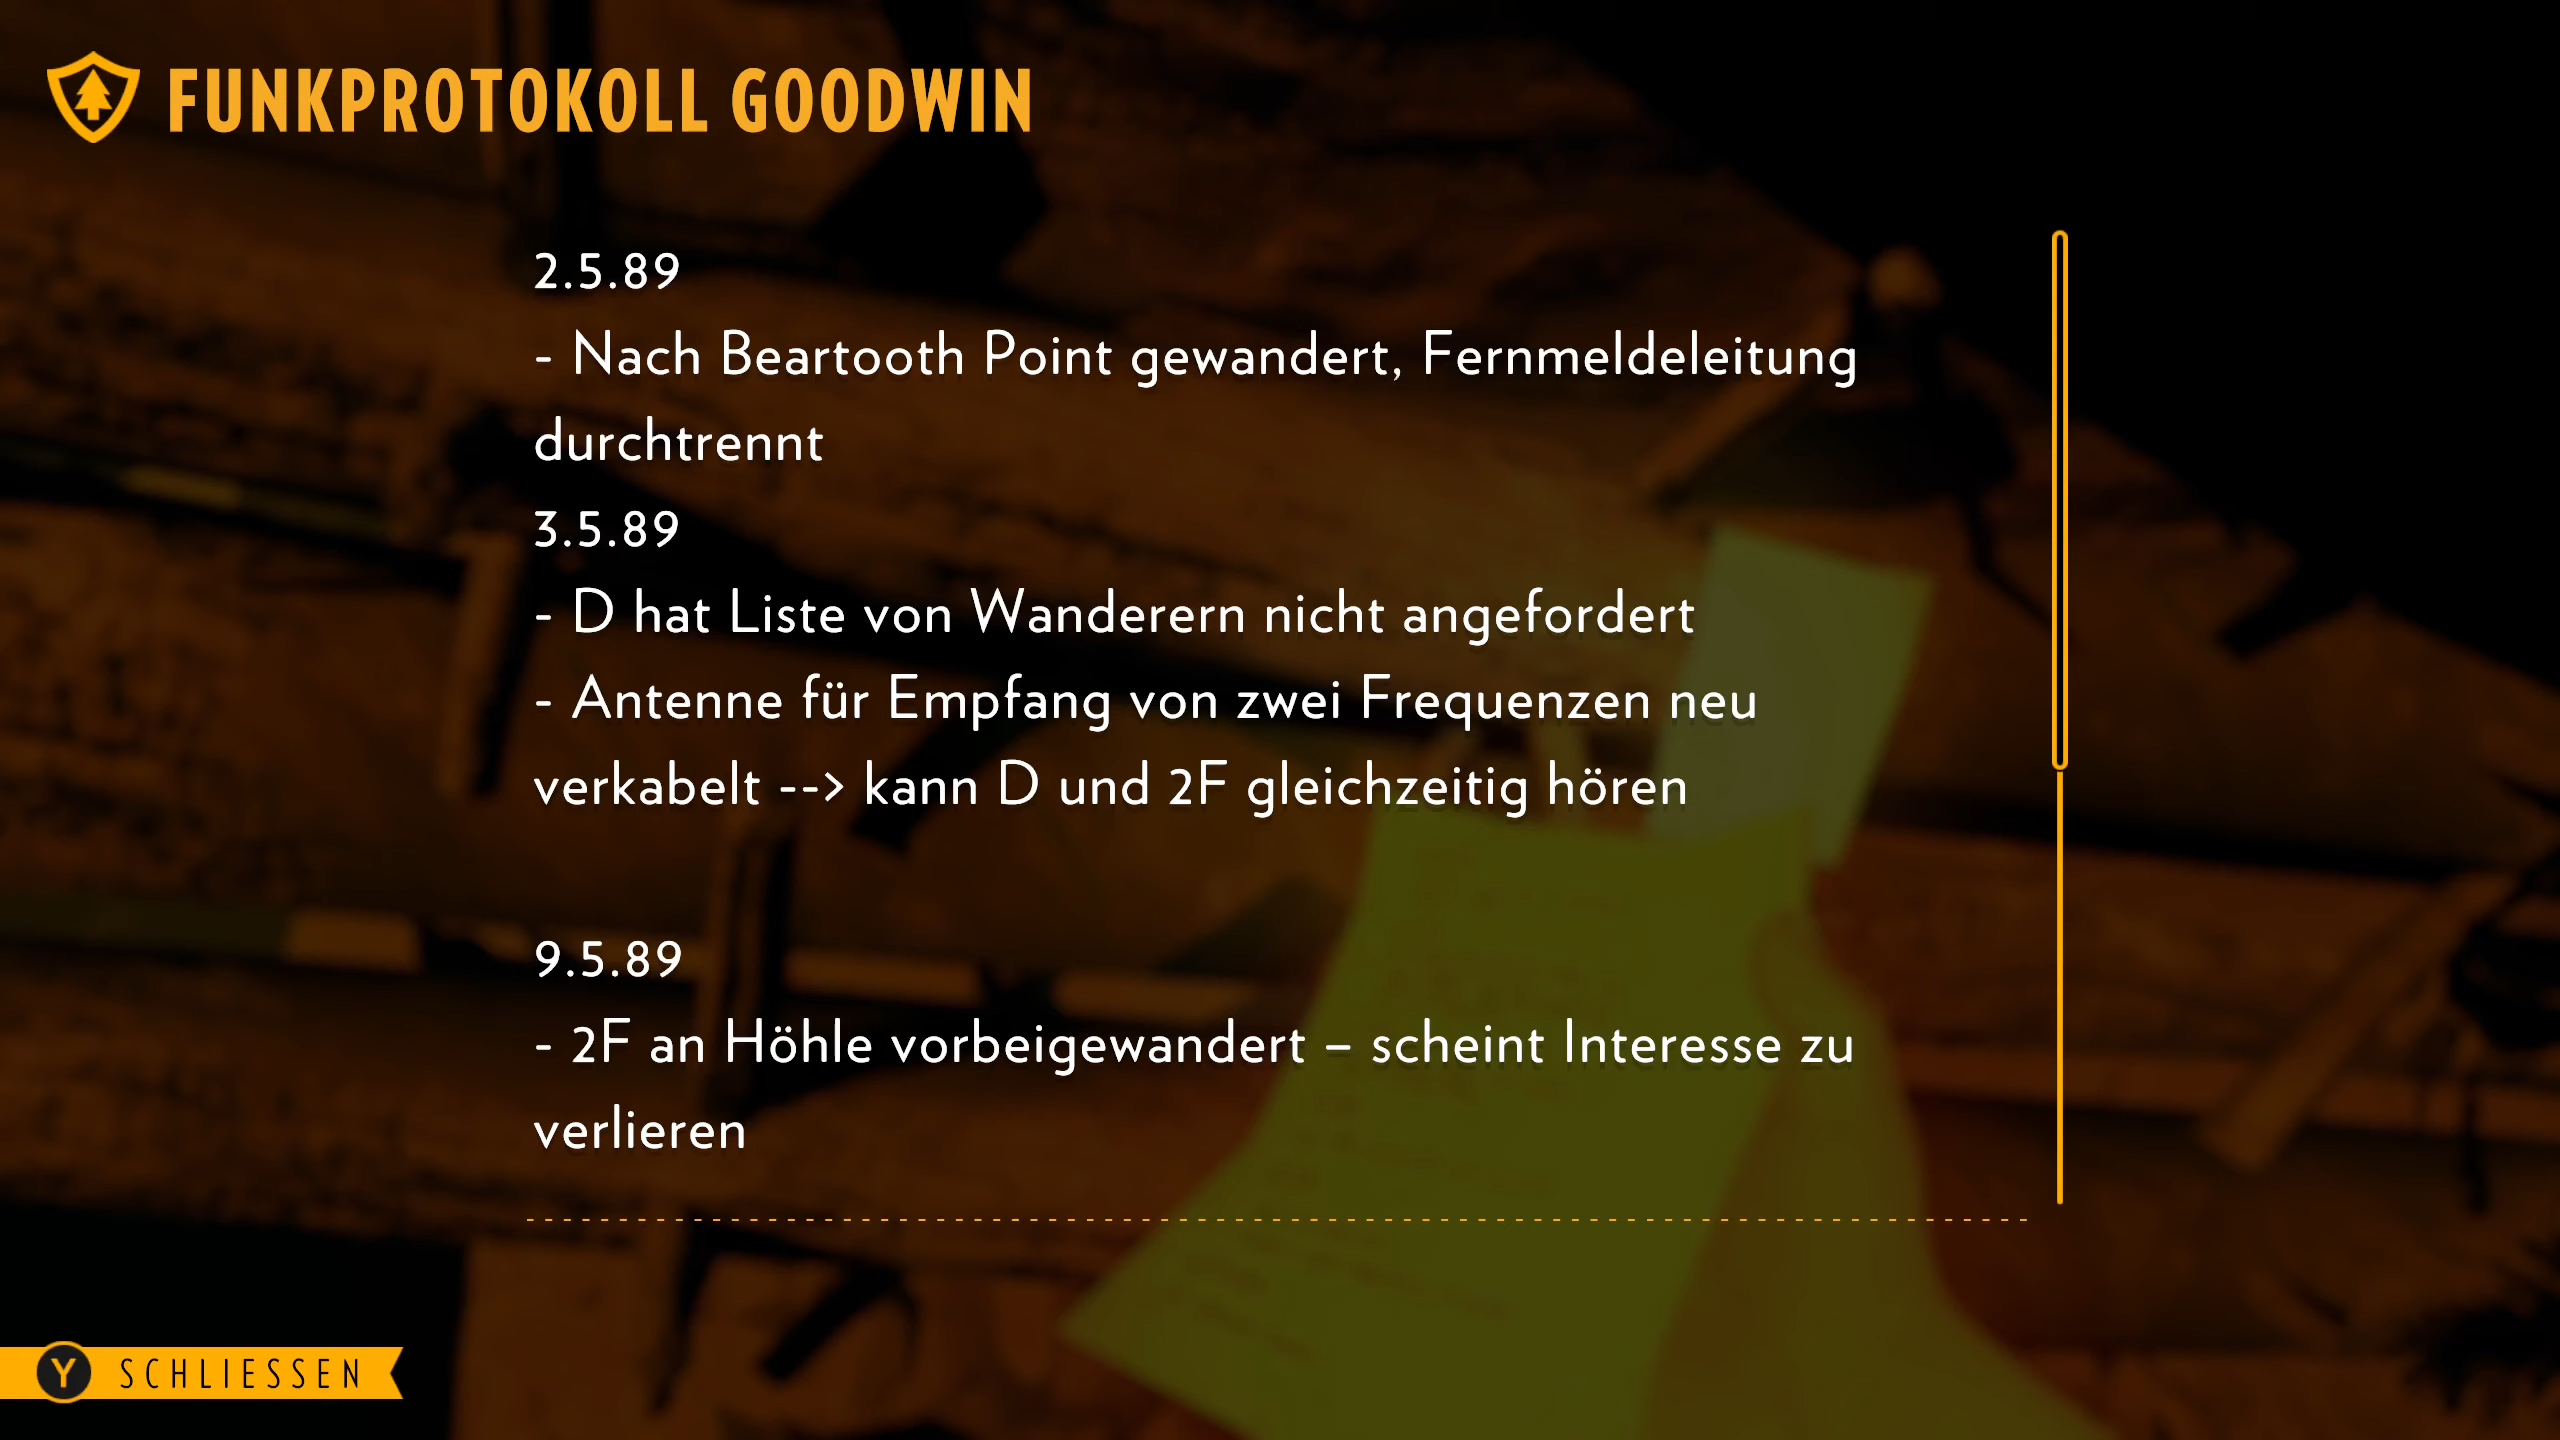 FUNKPROTOKOLL GOODWIN
2.5.89
- Nach Beartooth Point gewandert, Fernmeldeleitung
durchtrennt
3.5.89
- D hat Liste von Wanderern nicht angefordert
- Antenne für Empfang von zwei Frequenzen neu
verkabelt --> kann D und 2F gleichzeitig hören
9.5.89
- 2F an Höhle vorbeigewandert – scheint Interesse zu
verlieren
Y SCHLIESSEN